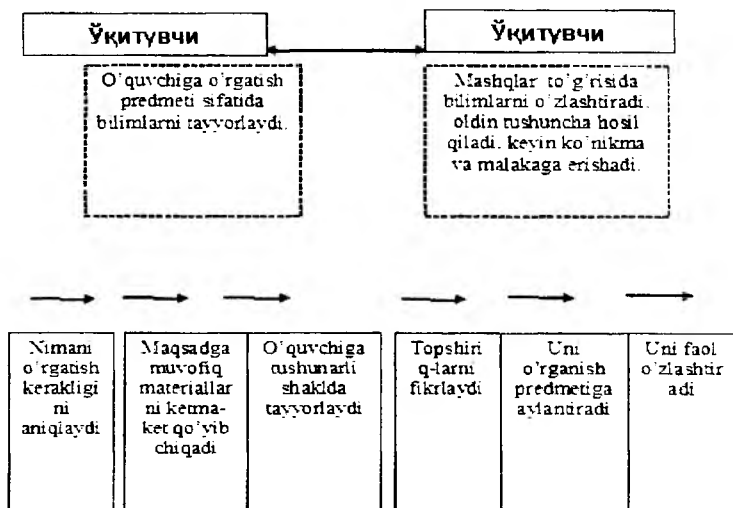 Ўқитувчи
Ўқитувчи
O'quvchiga o'rgatish
predmeti sifatida
bilimlarni tayyorlaydi.
Mashqlar to'g'risida
bilimlarni o'zlashtiradi.
oldin tushuncha hosil
qiladi. keyin ko'nikma
va malakaga erishadi.
Nimani
o'rgatish
kerakligi
ni
aniqlaydi
Maqsadga
muvofiq
materiallar
ni ketma-
ket qo'yib
chiqadi
O'quvchiga
tushunarli
shaklda
tayyorlaydi
Topshiri
q-larni
fikrlaydi
Uni
o'rganish
predmetiga
aylantiradi
Uni faol
o'zlashtir
adi